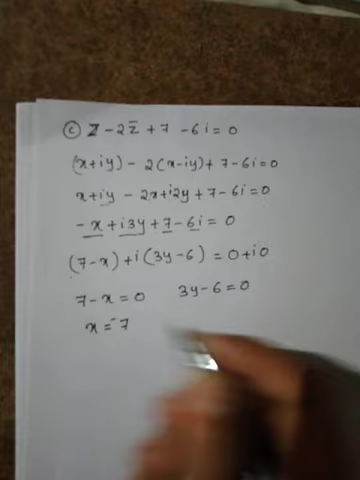 (c) Z - 2z̄ + 7 - 6i = 0
(x+iy) - 2(x-iy) + 7 - 6i = 0
x+iy - 2x+i2y + 7 - 6i = 0
-x + i3y + 7 - 6i = 0
(7-x) + i(3y-6) = 0+i0
7-x = 0 3y-6 = 0
x = 7